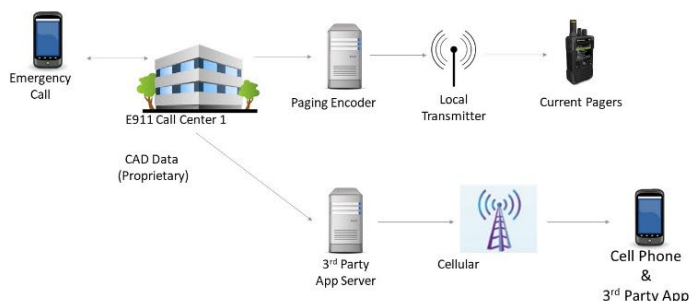 Emergency
Call
E911 Call Center 1
Paging Encoder
Local
Transmitter
Current Pagers
CAD Data
(Proprietary)
3rd Party
App Server
Cellular
Cell Phone
&
3rd Party App